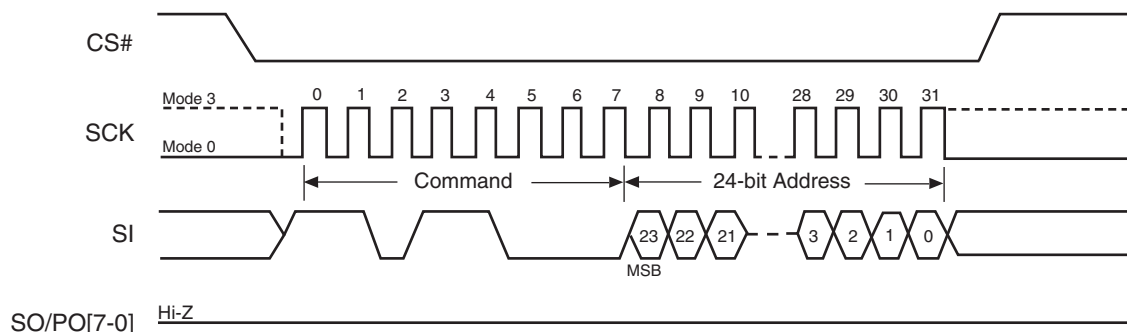 CS#
Mode 3
0 1 2 3 4 5 6 7 8 9 10 28 29 30 31
SCK
Mode 0
Command 24-bit Address
SI
23 22 21 3 2 1 0
MSB
Hi-Z
SO/PO[7-0]